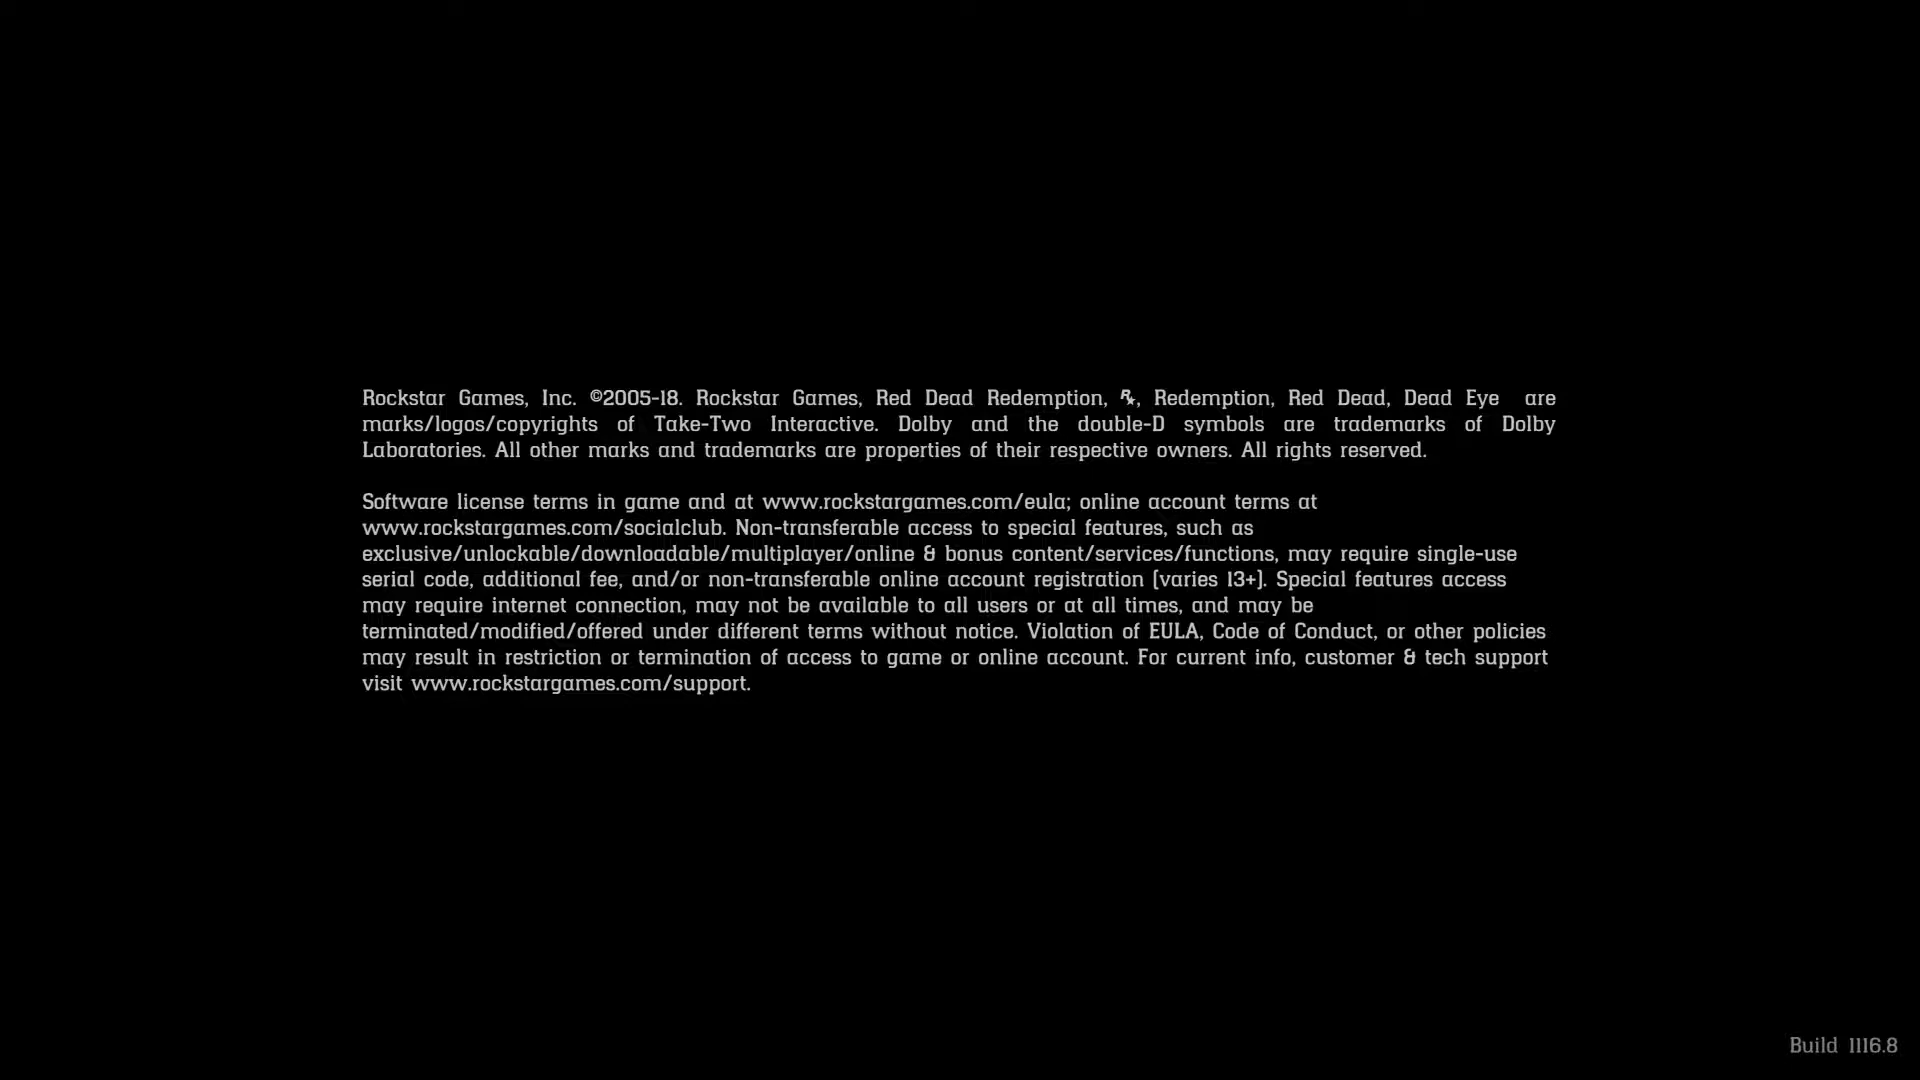 Rockstar Games, Inc. ©2005-18. Rockstar Games, Red Dead Redemption, R★, Redemption, Red Dead, Dead Eye are
marks/logos/copyrights of Take-Two Interactive. Dolby and the double-D symbols are trademarks of Dolby
Laboratories. All other marks and trademarks are properties of their respective owners. All rights reserved.
Software license terms in game and at www.rockstargames.com/eula; online account terms at
www.rockstargames.com/socialclub. Non-transferable access to special features, such as
exclusive/unlockable/downloadable/multiplayer/online & bonus content/services/functions, may require single-use
serial code, additional fee, and/or non-transferable online account registration (varies 13+). Special features access
may require internet connection, may not be available to all users or at all times, and may be
terminated/modified/offered under different terms without notice. Violation of EULA, Code of Conduct, or other policies
may result in restriction or termination of access to game or online account. For current info, customer & tech support
visit www.rockstargames.com/support.
Build 1116.8